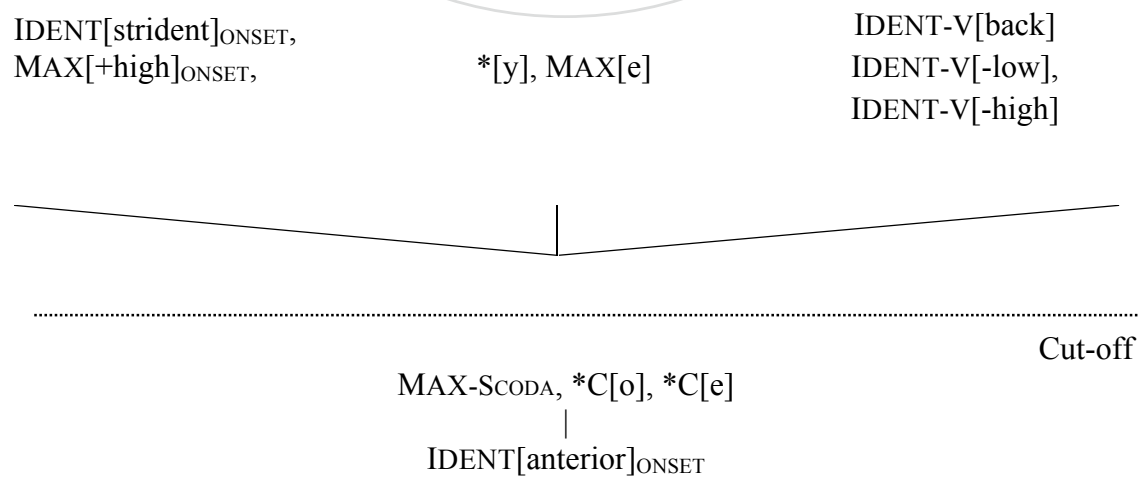 IDENT[strident]ONSET,
MAX[+high]ONSET,
*[y], MAX[e]
IDENT-V[back]
IDENT-V[-low],
IDENT-V[-high]
Cut-off
MAX-SCODA, *C[o], *C[e]
IDENT[anterior]ONSET